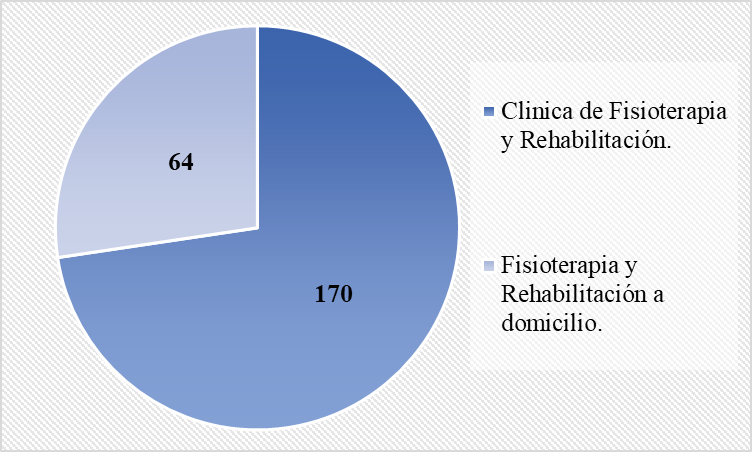 64
170
Clinica de Fisioterapia
y Rehabilitación.
Fisioterapia y
Rehabilitación a
domicilio.